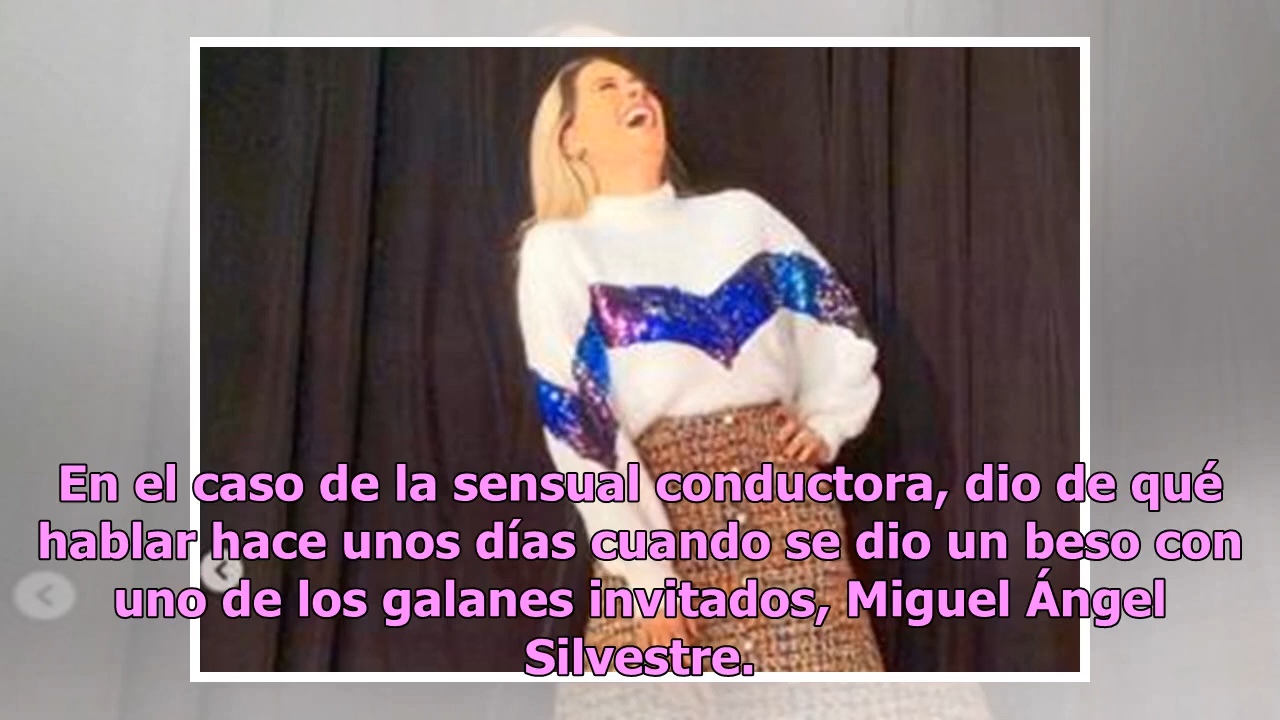 En el caso de la sensual conductora, dio de qué
hablar hace unos días cuando se dio un beso con
uno de los galanes invitados, Miguel Ángel
Silvestre.